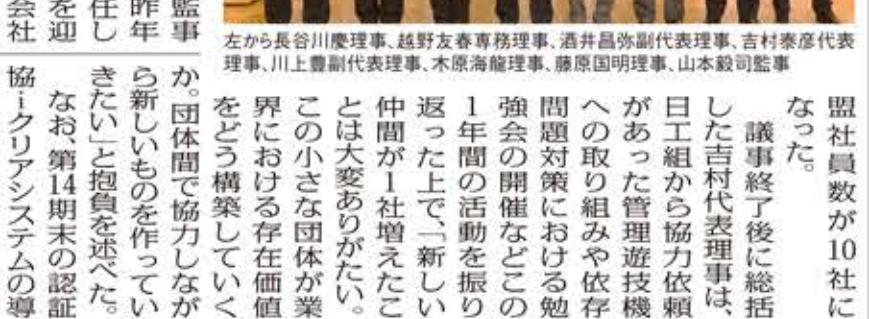 左から長谷川慶理事、越野友春専務理事、酒井昌弥副代表理事、吉村泰彦代表
理事、川上豊副代表理事、木原海龍理事、藤原国明理事、山本毅司監事
盟社員数が10社に
なった。
議事終了後に総括
した吉村代表理事は、
日工組から協力依頼
があった管理遊技機
への取り組みや依存
問題対策における勉
強会の開催などこの
1年間の活動を振り
返った上で、「新しい
仲間が1社増えたこ
とは大変ありがたい。
この小さな団体が業
界における存在価値
をどう構築していく
か。団体間で協力しなが
ら新しいものを作ってい
きたい」と抱負を述べた。
なお、第14期末の認証
協iクリアシステムの導
監事
昨年
任し
を迎
会社